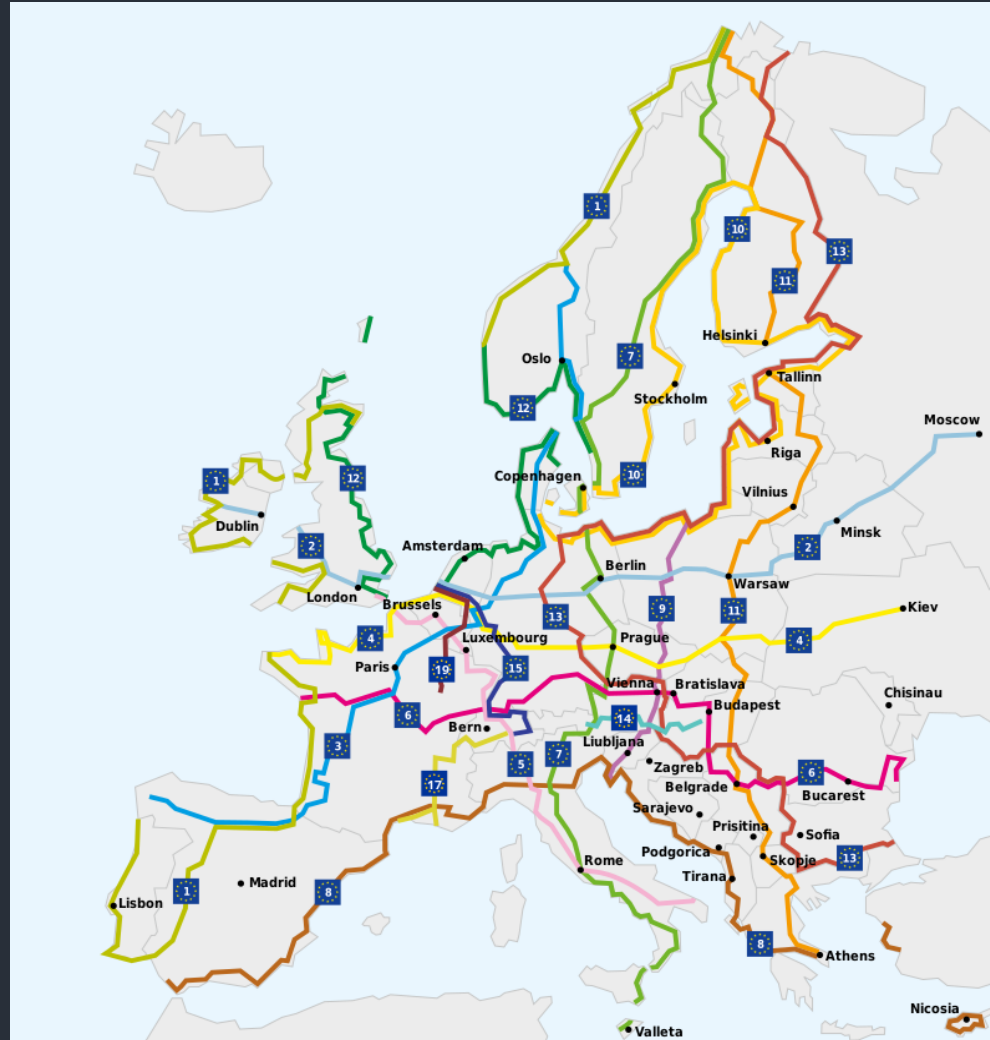 1
10
13
11
Helsinki
Oslo
7
Tallinn
Stockholm
12
Moscow
Riga
1
12
Copenhagen
10
Vilnius
Dublin
Minsk
2
Amsterdam
2
Berlin
Warsaw
London
Brussels
13
9
11
Kiev
4
Luxembourg
Prague
4
Paris
19
15
Vienna
Bratislava
Chisinau
6
14
Budapest
Bern
Liubljana
3
7
5
Zagreb
6
17
Belgrade
Bucarest
Sarajevo
Prisitina
Sofia
Podgorica
Skopje
13
Rome
Tirana
Madrid
1
8
Lisbon
8
Athens
Nicosia
Valleta